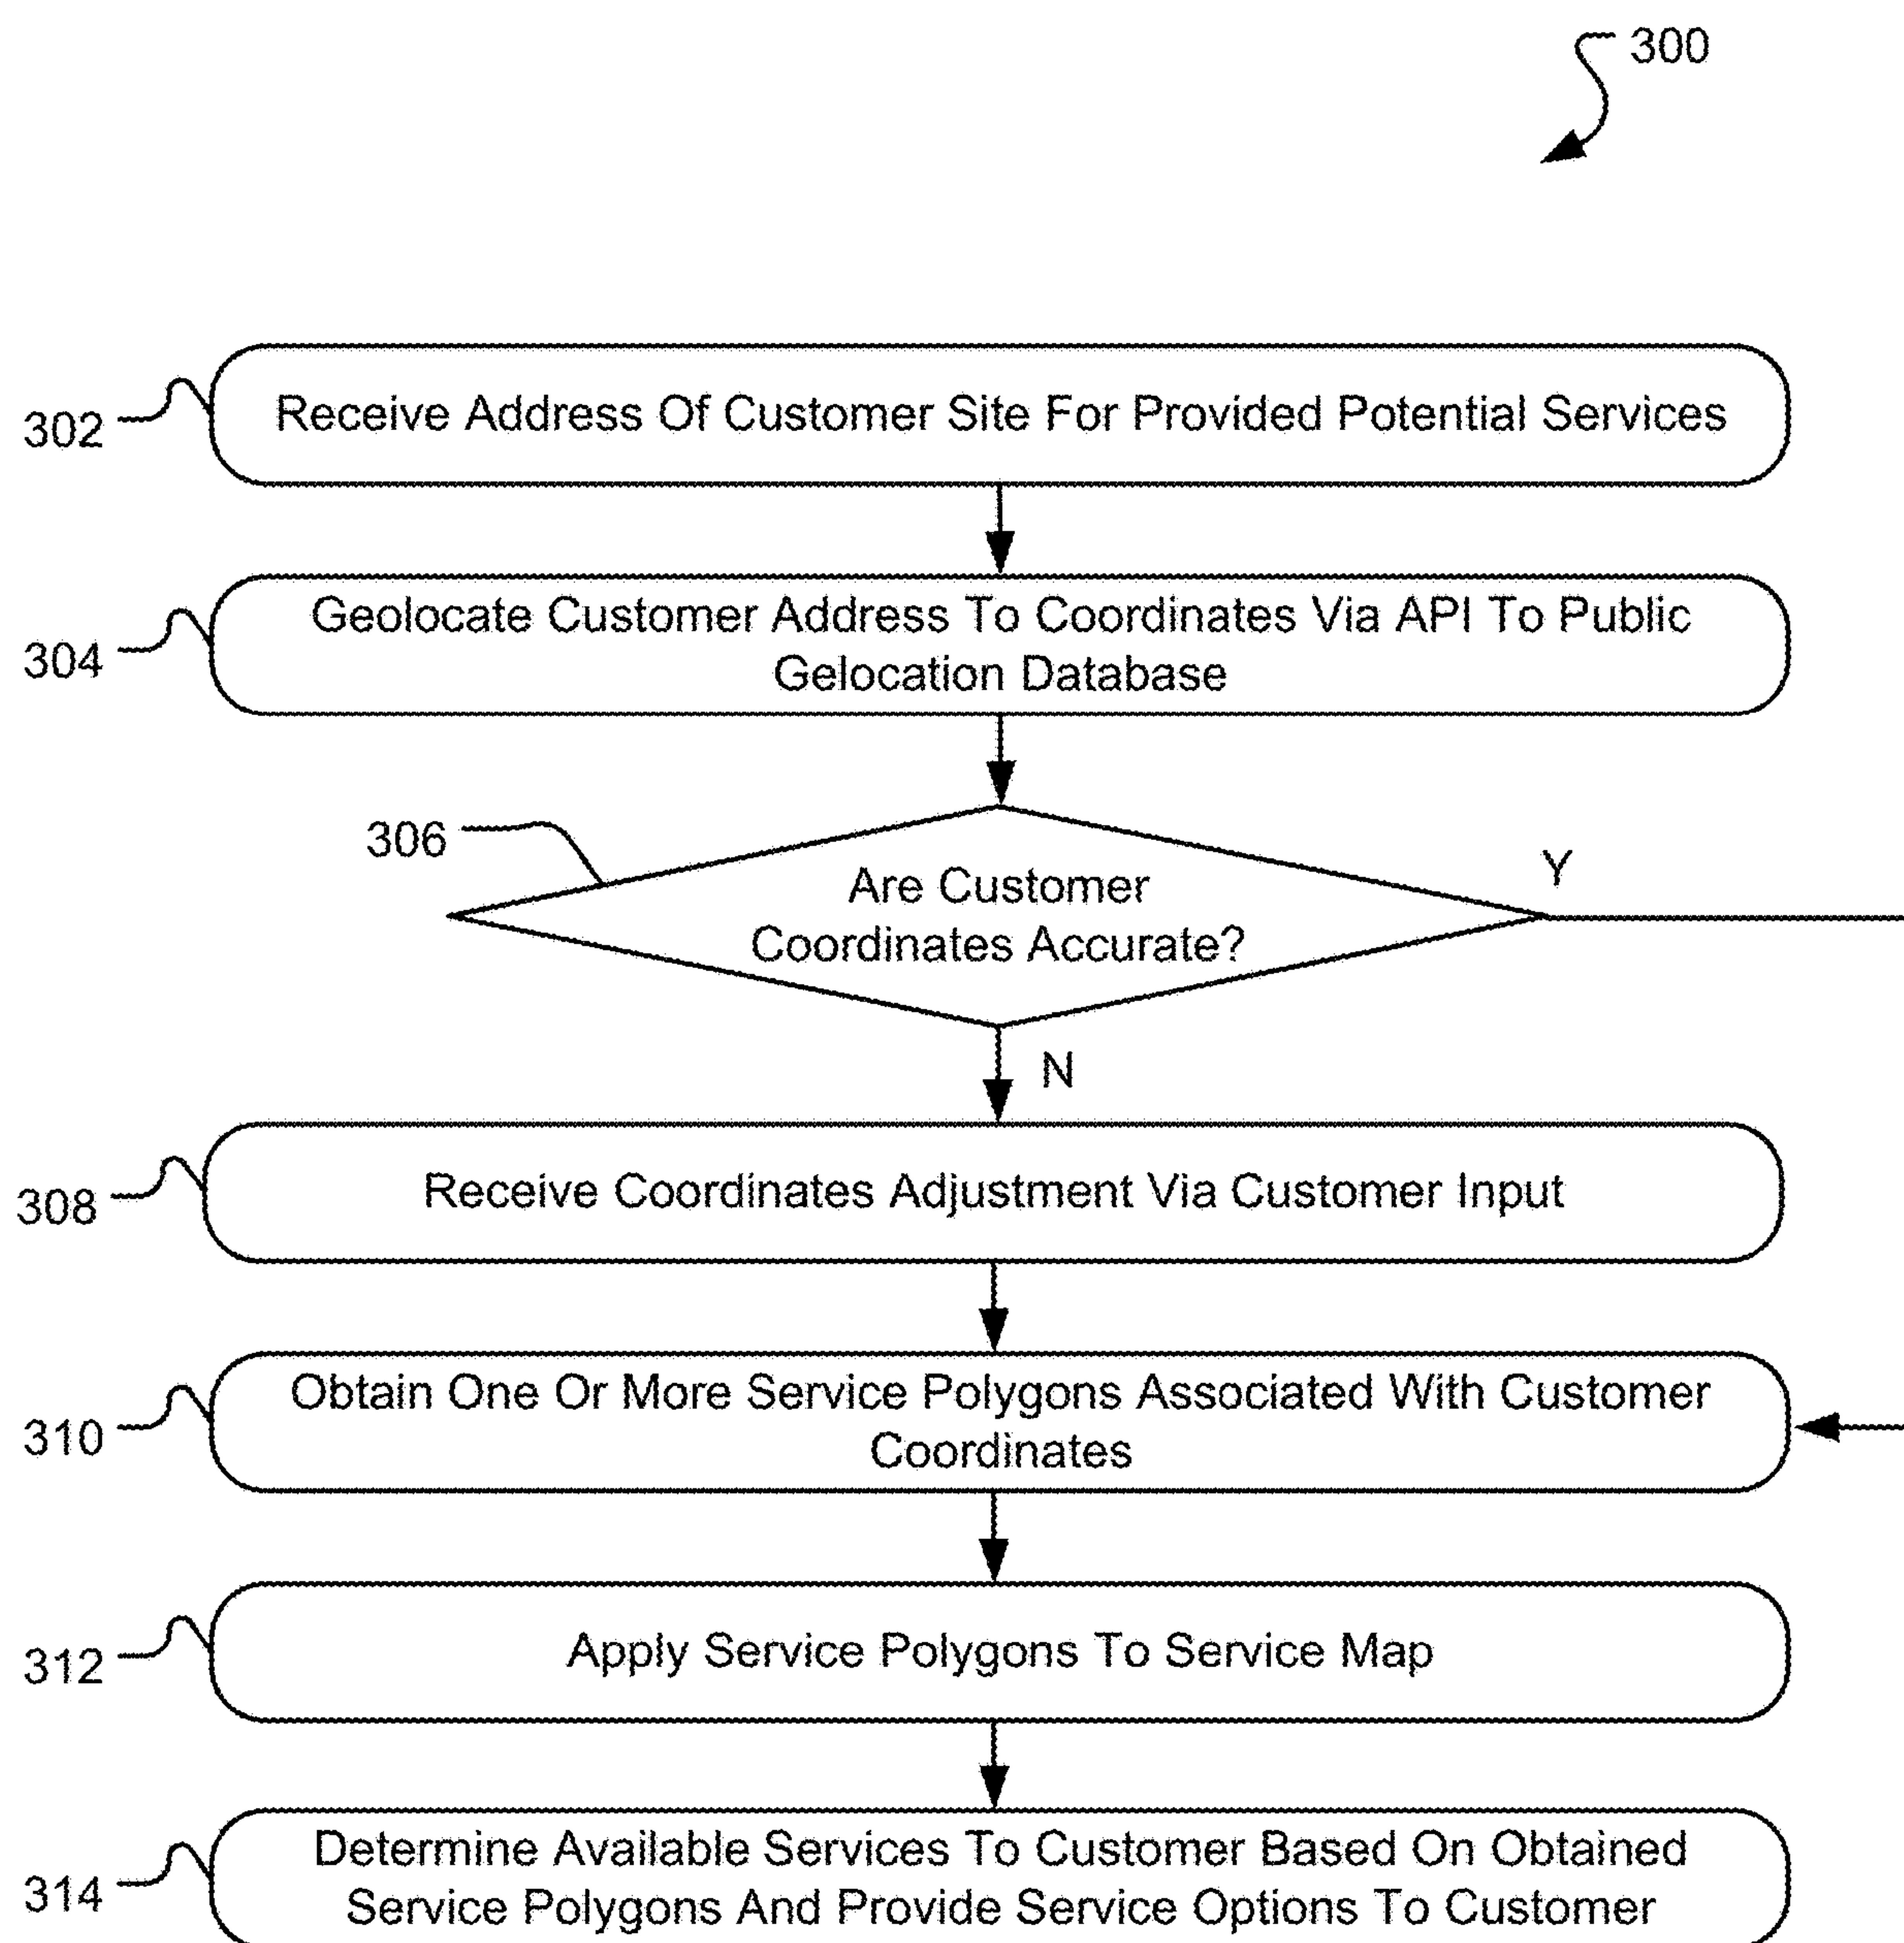 300
302
Receive Address Of Customer Site For Provided Potential Services
304
Geolocate Customer Address To Coordinates Via API To Public
Gelocation Database
306
Are Customer
Coordinates Accurate?
Y
N
308
Receive Coordinates Adjustment Via Customer Input
310
Obtain One Or More Service Polygons Associated With Customer
Coordinates
312
Apply Service Polygons To Service Map
314
Determine Available Services To Customer Based On Obtained
Service Polygons And Provide Service Options To Customer